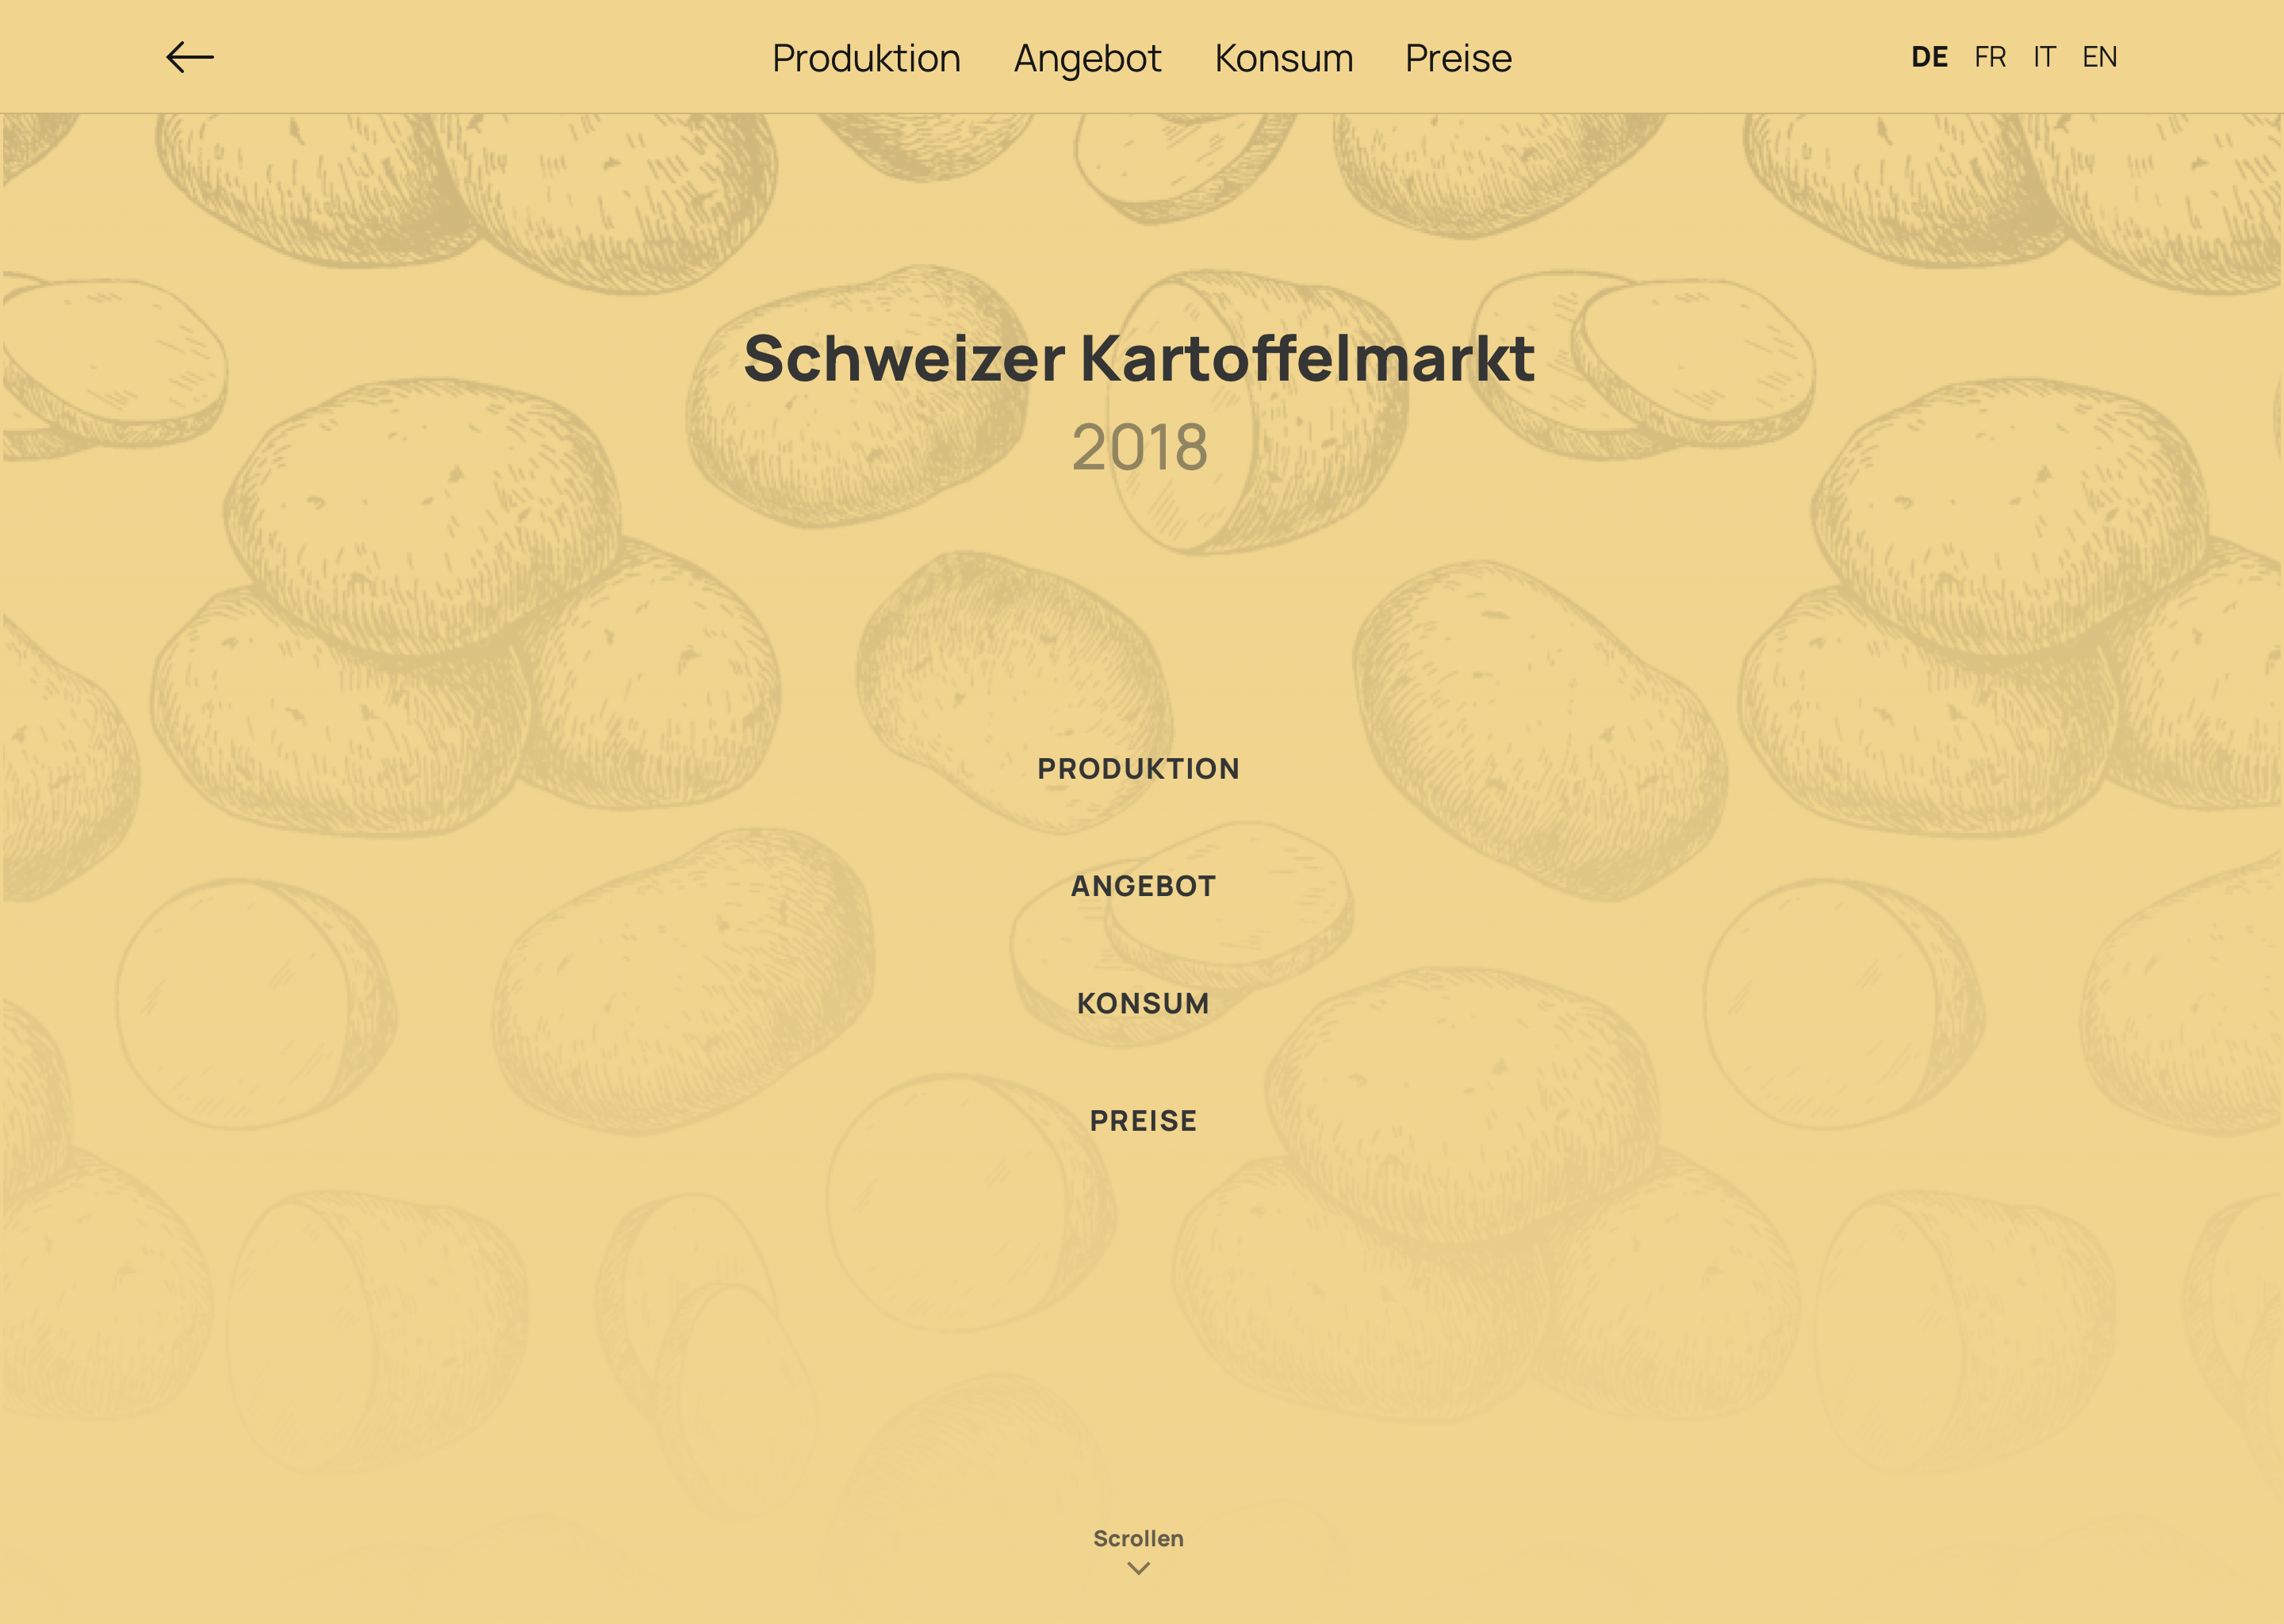 Produktion Angebot Konsum Preise DE FR IT EN
Schweizer Kartoffelmarkt
2018
PRODUKTION
ANGEBOT
KONSUM
PREISE
Scrollen